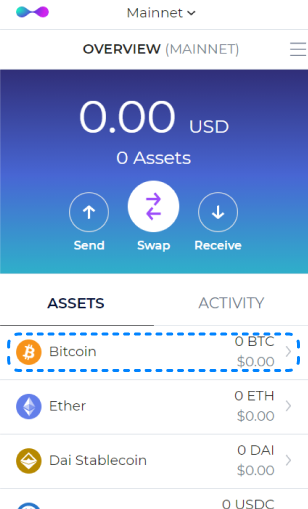 Mainnet
OVERVIEW (MAINNET)
0.00 USD
0 Assets
Send Swap Receive
ASSETS ACTIVITY
Bitcoin 0 BTC
$0.00
Ether 0 ETH
$0.00
Dai Stablecoin 0 DAI
$0.00
0 USDC